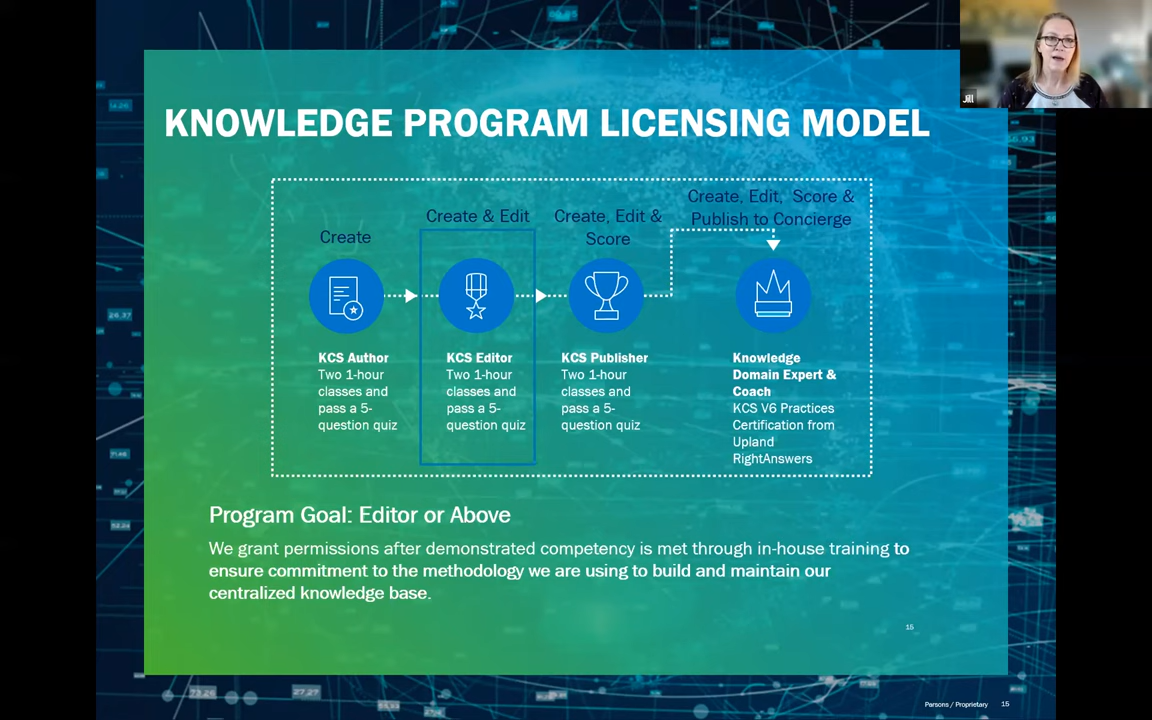 Jill
KNOWLEDGE PROGRAM LICENSING MODEL
Create
Create & Edit
Create, Edit &
Score
Create, Edit, Score &
Publish to Concierge
KCS Author
Two 1-hour
classes and
pass a 5-
question quiz
KCS Editor
Two 1-hour
classes and
pass a 5-
question quiz
KCS Publisher
Two 1-hour
classes and
pass a 5-
question quiz
Knowledge
Domain Expert &
Coach
KCS V6 Practices
Certification from
Upland
RightAnswers
Program Goal: Editor or Above
We grant permissions after demonstrated competency is met through in-house training to
ensure commitment to the methodology we are using to build and maintain our
centralized knowledge base.
15
27,27
Parsons / Proprietary 15